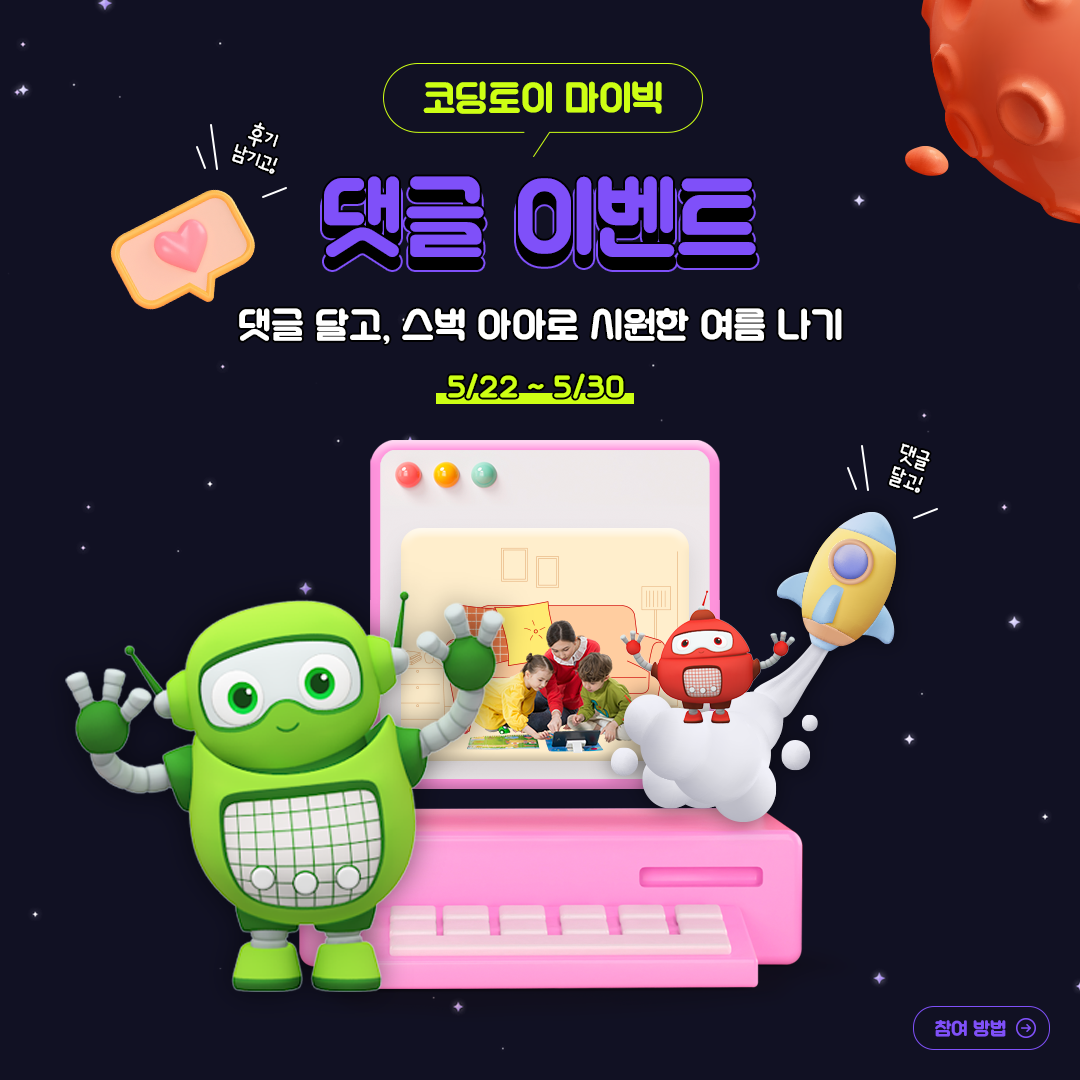 코딩토이 마이빅
후기
남기고!
댓글 이벤트
댓글 달고, 스벅 아아로 시원한 여름 나기
5/22 ~ 5/30
댓글
달고!
참여 방법